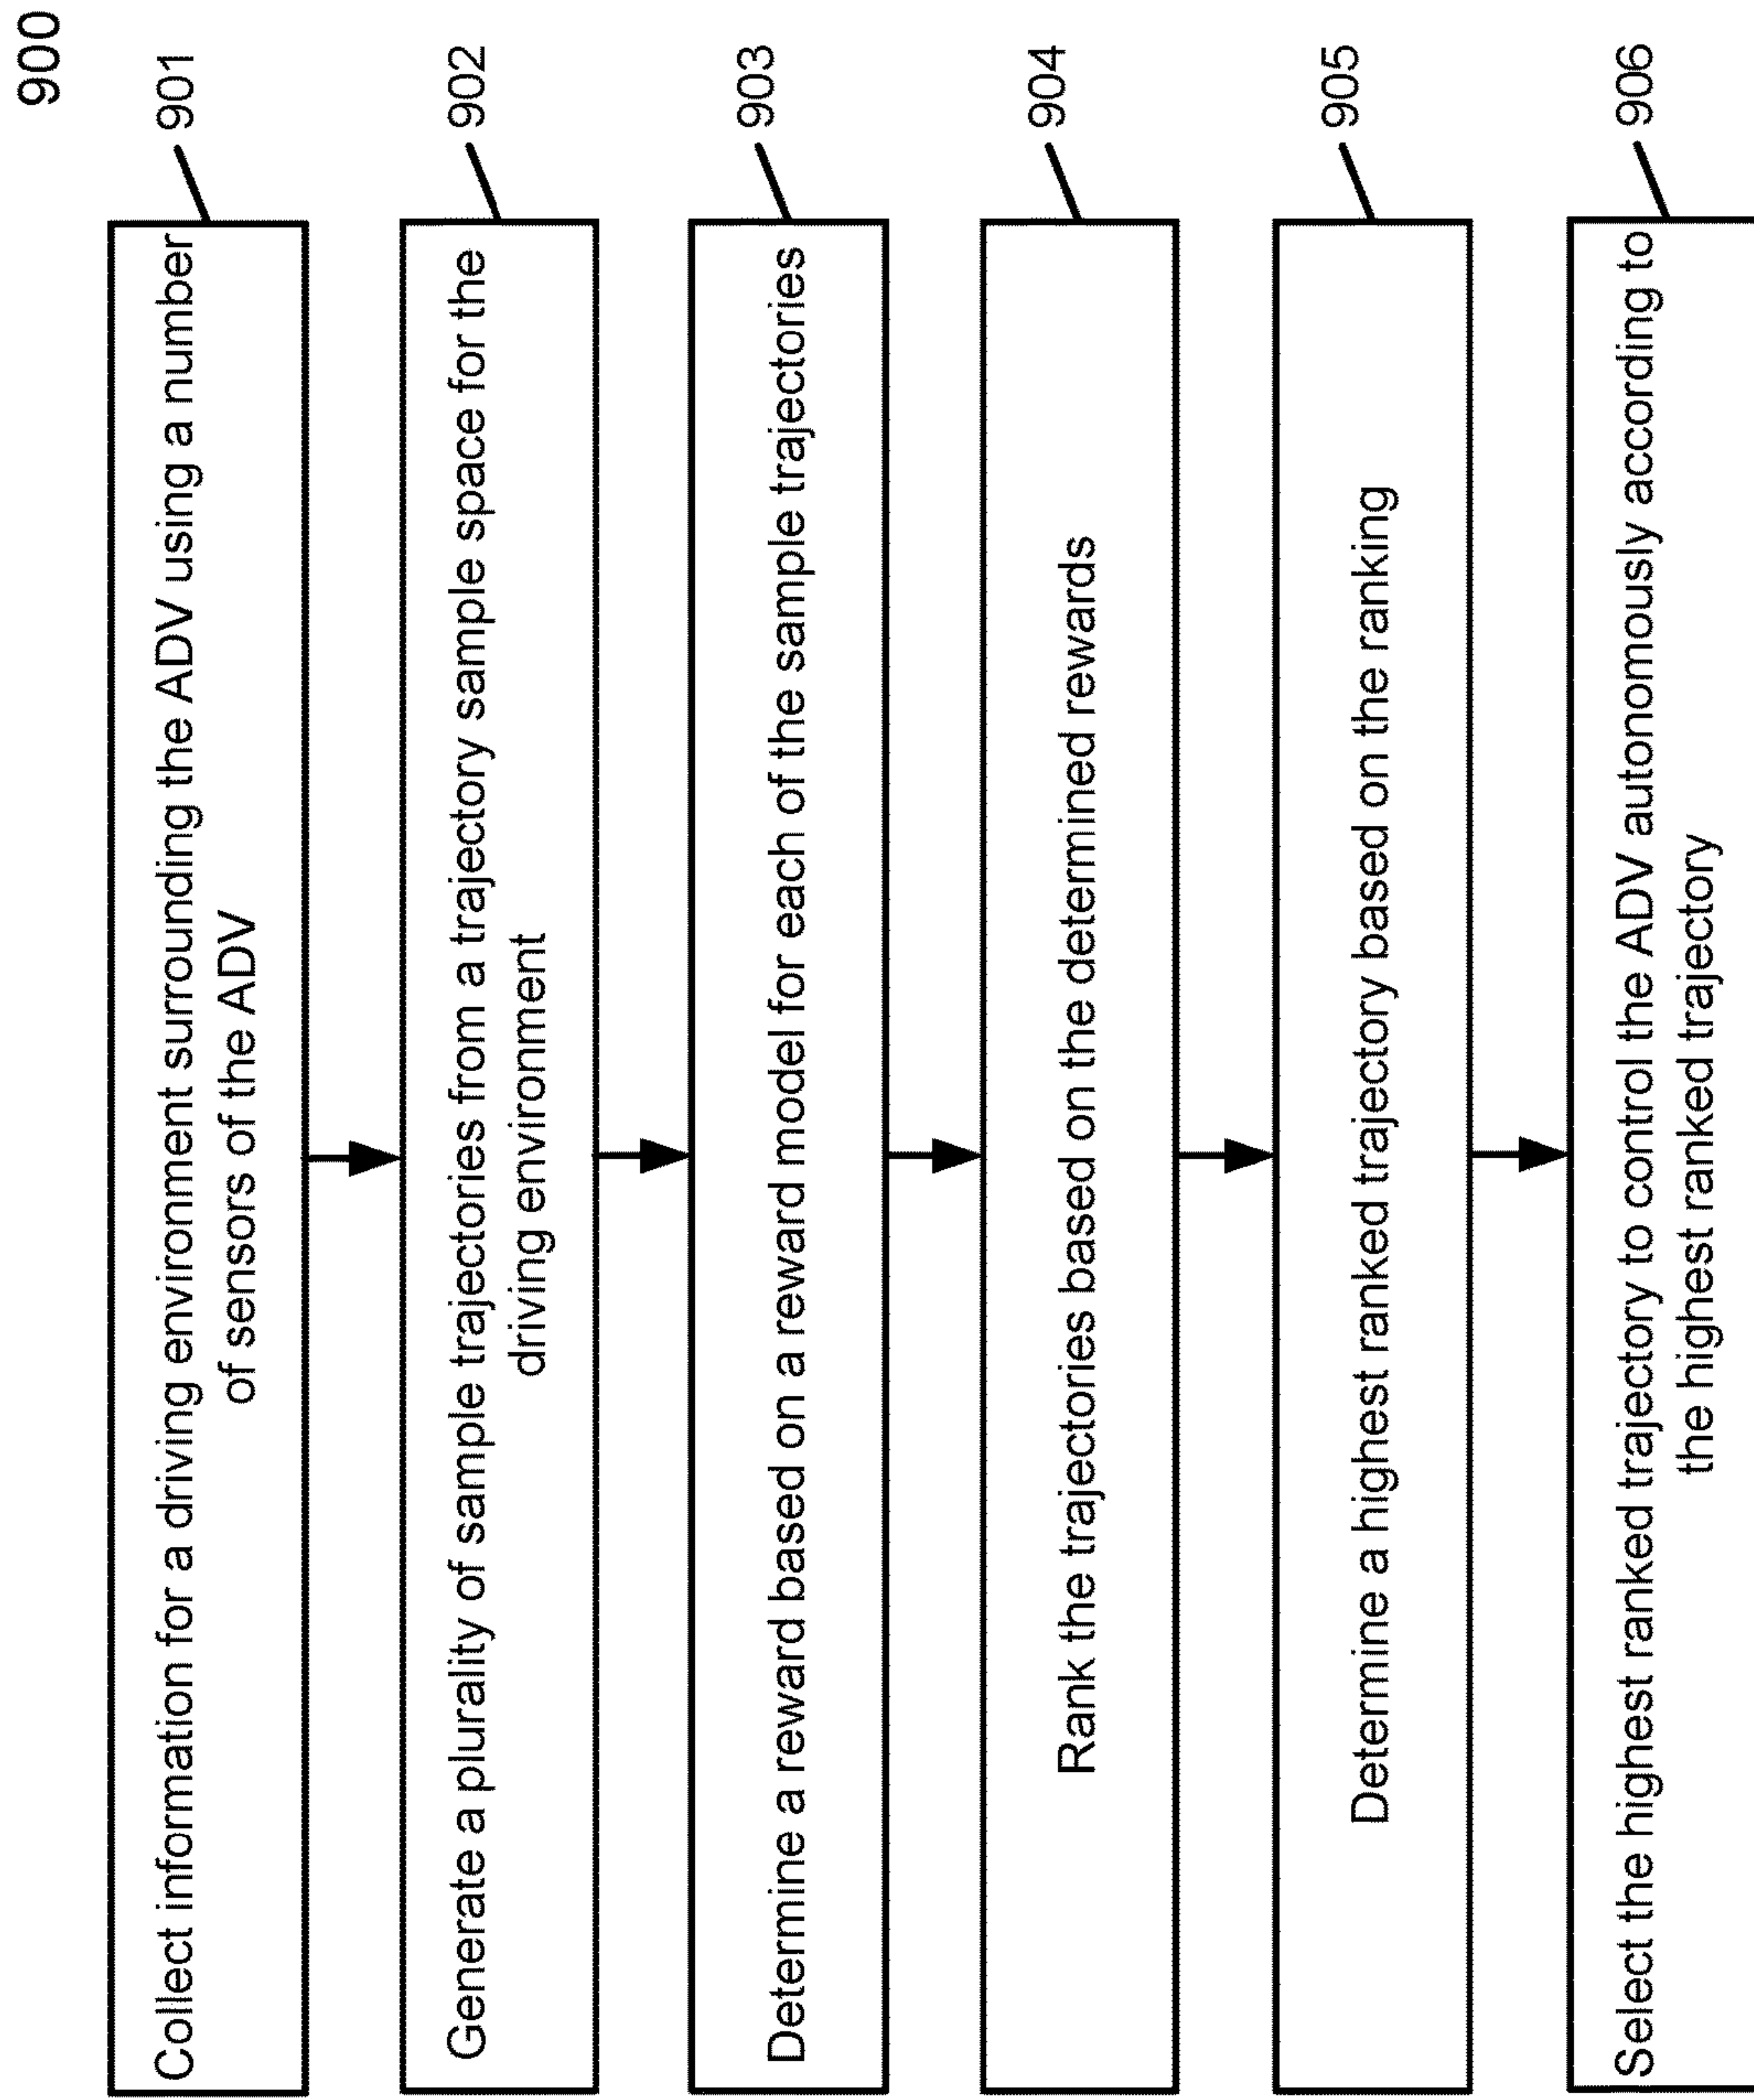 900
Collect information for a driving environment surrounding the ADV using a number
of sensors of the ADV
901
Generate a plurality of sample trajectories from a trajectory sample space for the
driving environment
902
Determine a reward based on a reward model for each of the sample trajectories
903
Rank the trajectories based on the determined rewards
904
Determine a highest ranked trajectory based on the ranking
905
Select the highest ranked trajectory to control the ADV autonomously according to
the highest ranked trajectory
906